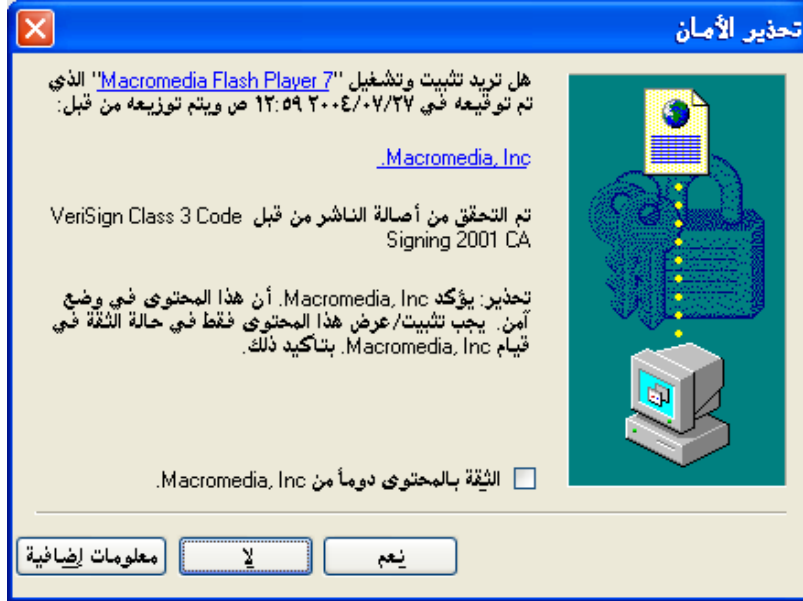 تحذير الأمان
هل تريد تثبيت وتشغيل "Macromedia Flash Player 7" الذي
تم توقيعه في ٢٠٠٤/٠٧/٢٧ ١٢:٥٩ ص ويتم توزيعه من قبل:
Macromedia, Inc.
تم التحقق من أصالة الناشر من قبل VeriSign Class 3 Code
Signing 2001 CA
تحذير: يؤكد Macromedia, Inc. أن هذا المحتوى في وضع
آمن. يجب تثبيت/عرض هذا المحتوى فقط في حالة الثقة في
قيام Macromedia, Inc. بتأكيد ذلك.
الثقة بالمحتوى دوماً من Macromedia, Inc.
نعم
لا
معلومات إضافية